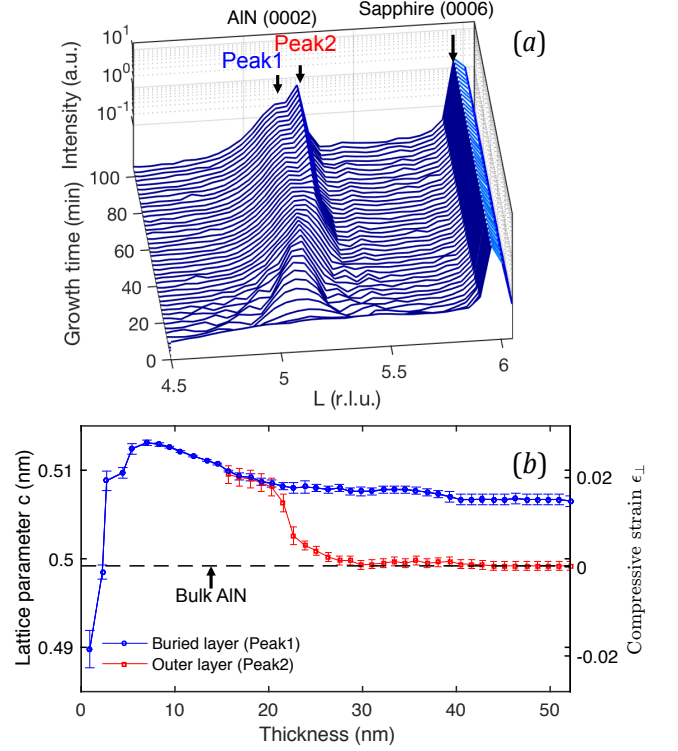 AlN (0002)
Sapphire (0006)
(a)
Peak2
Peak1
10^1
10^0
10^-1
Intensity (a.u.)
100
80
60
40
20
0
Growth time (min)
4.5
5
5.5
6
L (r.l.u.)
(b)
0.51
0.5
0.49
Lattice parameter c (nm)
0.02
0
-0.02
Compressive strain ϵ⊥
Bulk AlN
Buried layer (Peak1)
Outer layer (Peak2)
0
10
20
30
40
50
Thickness (nm)